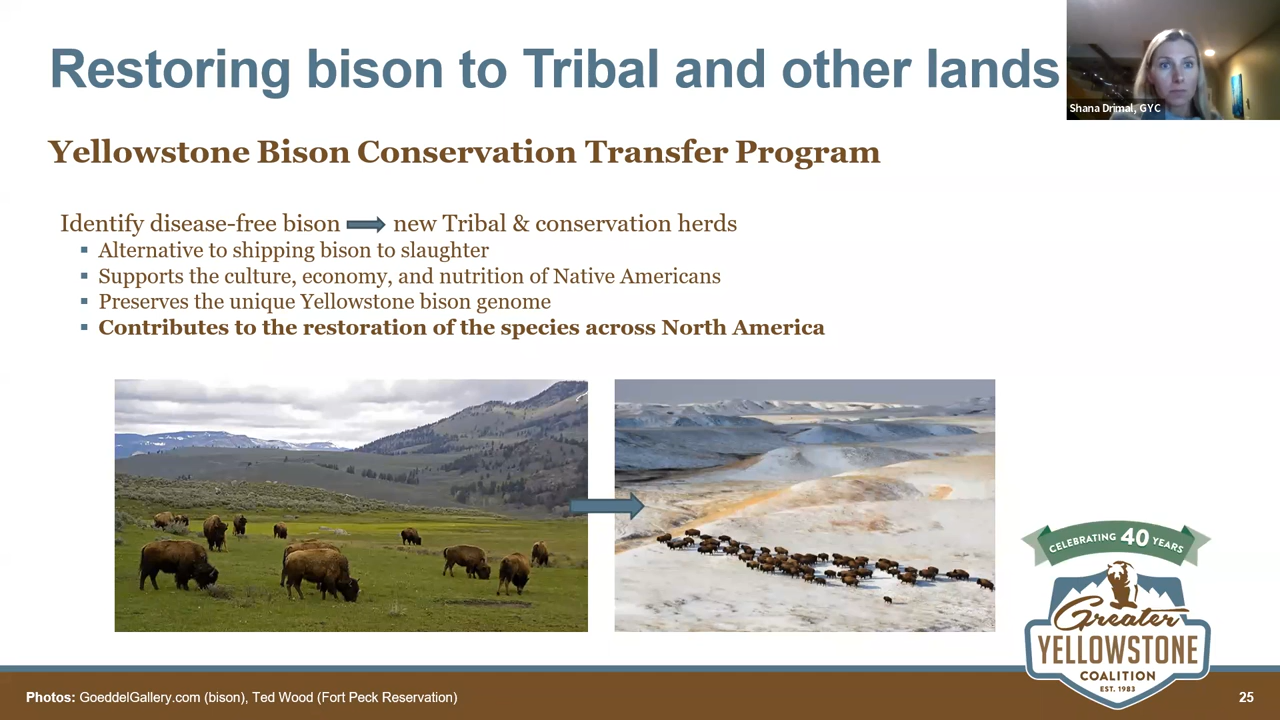 Restoring bison to Tribal and other lands
Shana Drimal, GYC
Yellowstone Bison Conservation Transfer Program
Identify disease-free bison new Tribal & conservation herds
▪ Alternative to shipping bison to slaughter
▪ Supports the culture, economy, and nutrition of Native Americans
▪ Preserves the unique Yellowstone bison genome
▪ Contributes to the restoration of the species across North America
CELEBRATING 40 YEARS
Greater
YELLOWSTONE
COALITION
EST. 1983
Photos: GoeddelGallery.com (bison), Ted Wood (Fort Peck Reservation)
25